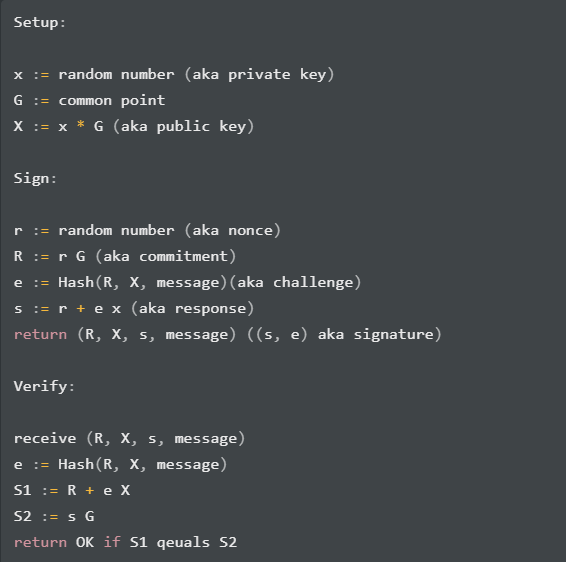 Setup:
x := random number (aka private key)
G := common point
X := x * G (aka public key)
Sign:
r := random number (aka nonce)
R := r G (aka commitment)
e := Hash(R, X, message)(aka challenge)
s := r + e x (aka response)
return (R, X, s, message) ((s, e) aka signature)
Verify:
receive (R, X, s, message)
e := Hash(R, X, message)
S1 := R + e X
S2 := s G
return OK if S1 qeuals S2